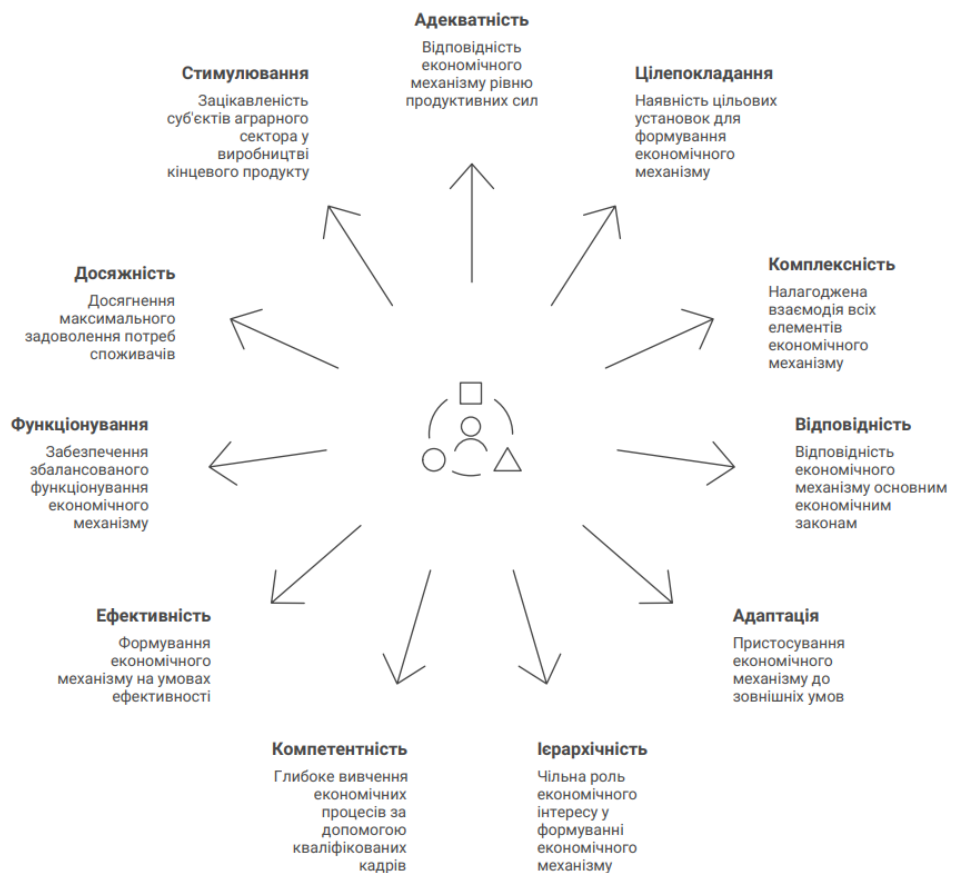 Адекватність
Відповідність
економічного
механізму рівню
продуктивних сил
Цілепокладання
Наявність цільових
установок для
формування
економічного
механізму
Комплексність
Налагоджена
взаємодія всіх
елементів
економічного
механізму
Відповідність
Відповідність
економічного
механізму основним
економічним
законам
Адаптація
Пристосування
економічного
механізму до
зовнішніх умов
Ієрархічність
Чільна роль
економічного
інтересу у
формуванні
економічного
механізму
Компетентність
Глибоке вивчення
економічних
процесів за
допомогою
кваліфікованих
кадрів
Ефективність
Формування
економічного
механізму на умовах
ефективності
Функціонування
Забезпечення
збалансованого
функціонування
економічного
механізму
Досяжність
Досягнення
максимального
задоволення потреб
споживачів
Стимулювання
Зацікавленість
суб'єктів аграрного
сектора у
виробництві
кінцевого продукту